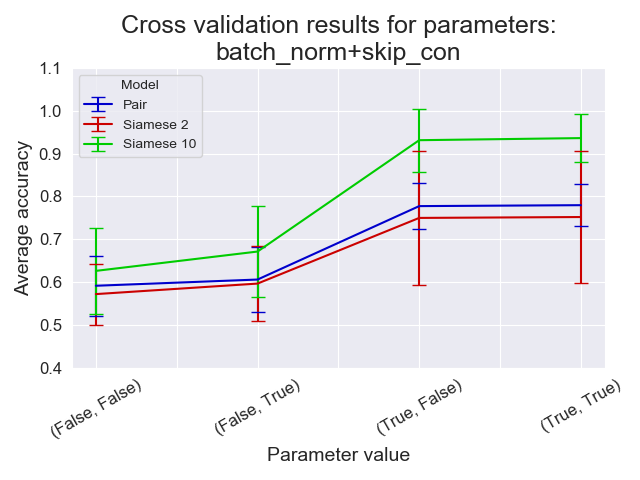 Cross validation results for parameters:
batch_norm+skip_con
1.1
1.0
0.9
0.8
0.7
0.6
0.5
0.4
Average accuracy
Model
Pair
Siamese 2
Siamese 10
(False, False)
(False, True)
(True, False)
(True, True)
Parameter value